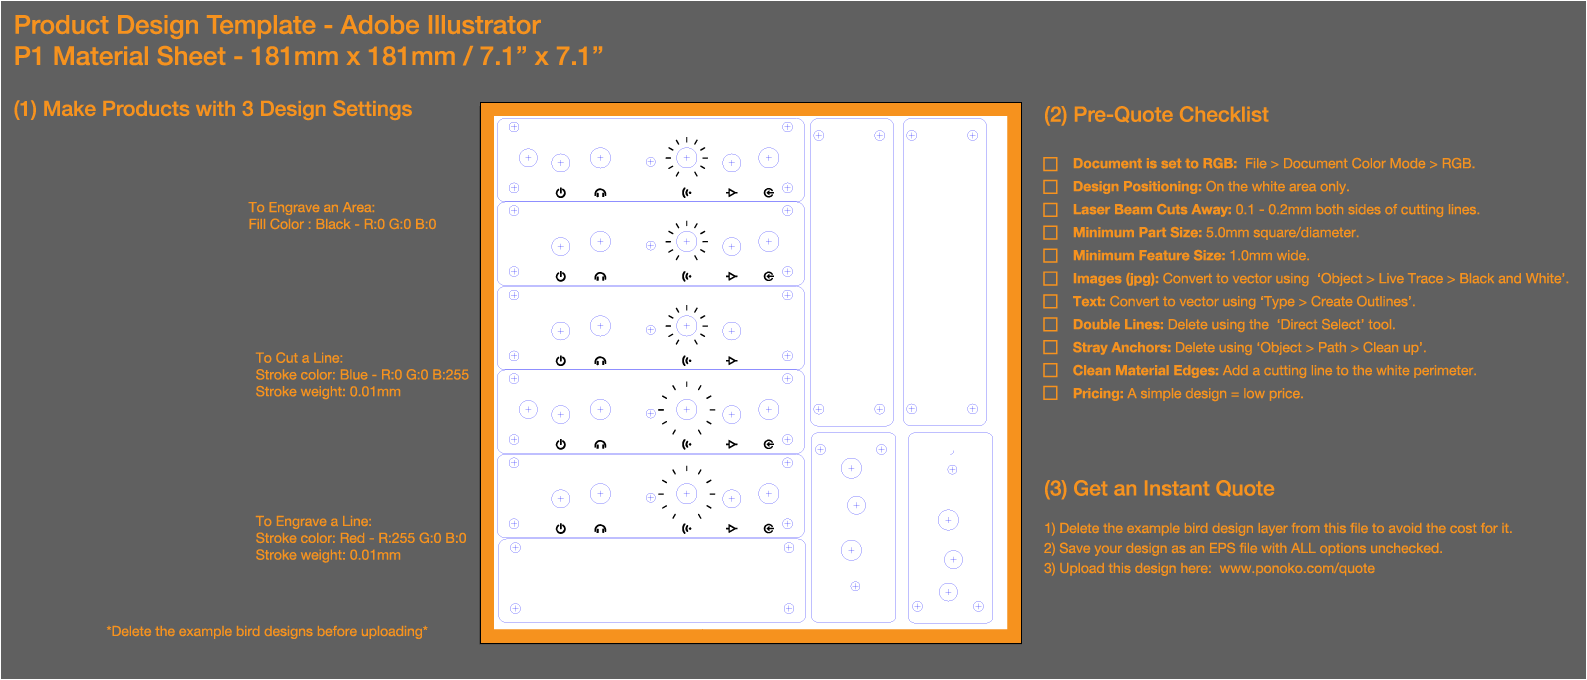 Product Design Template - Adobe Illustrator
P1 Material Sheet - 181mm x 181mm / 7.1” x 7.1”
(1) Make Products with 3 Design Settings
To Engrave an Area:
Fill Color : Black - R:0 G:0 B:0
To Cut a Line:
Stroke color: Blue - R:0 G:0 B:255
Stroke weight: 0.01mm
To Engrave a Line:
Stroke color: Red - R:255 G:0 B:0
Stroke weight: 0.01mm
*Delete the example bird designs before uploading*
(2) Pre-Quote Checklist
Document is set to RGB:  File > Document Color Mode > RGB.
Design Positioning: On the white area only.
Laser Beam Cuts Away: 0.1 - 0.2mm both sides of cutting lines.
Minimum Part Size: 5.0mm square/diameter.
Minimum Feature Size: 1.0mm wide.
Images (jpg): Convert to vector using  ‘Object > Live Trace > Black and White’.
Text: Convert to vector using ‘Type > Create Outlines’.
Double Lines: Delete using the  ‘Direct Select’ tool.
Stray Anchors: Delete using ‘Object > Path > Clean up’.
Clean Material Edges: Add a cutting line to the white perimeter.
Pricing: A simple design = low price.
(3) Get an Instant Quote
1) Delete the example bird design layer from this file to avoid the cost for it.
2) Save your design as an EPS file with ALL options unchecked.
3) Upload this design here:  www.ponoko.com/quote